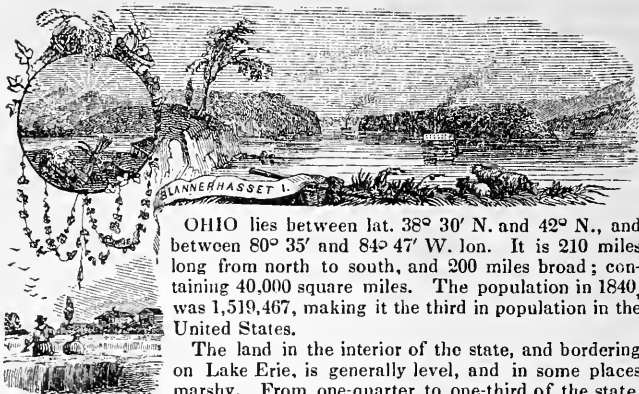 BLANNERHASSET I.
OHIO lies between lat. 38° 30′ N. and 42° N., and
between 80° 35′ and 84° 47′ W. lon. It is 210 miles
long from north to south, and 200 miles broad; con-
taining 40,000 square miles. The population in 1840,
was 1,519,467, making it the third in population in the
United States.
The land in the interior of the state, and bordering
on Lake Erie, is generally level, and in some places
marshy. From one-quarter to one-third of the state